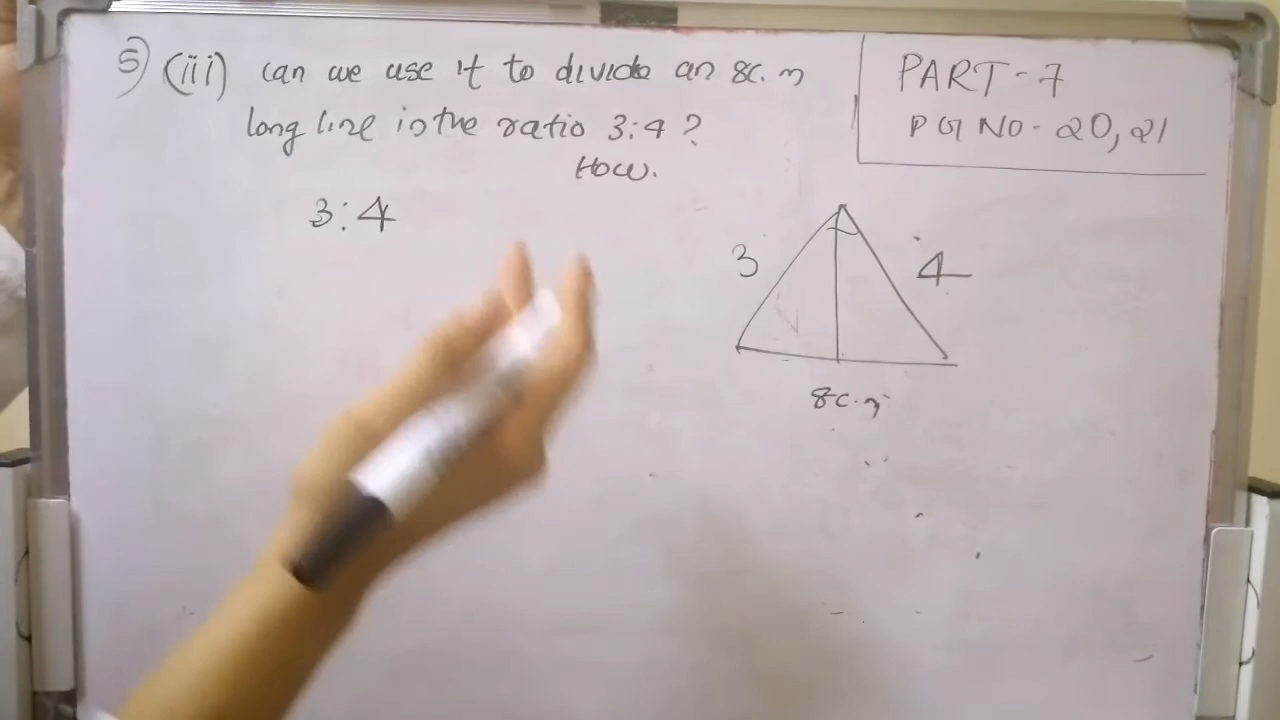 5) (iii) can we use it to divide an 8c.m
long line in the ratio 3:4 ?
How.
PART-7
PG NO- 20, 21
3:4
3
4
8c.m